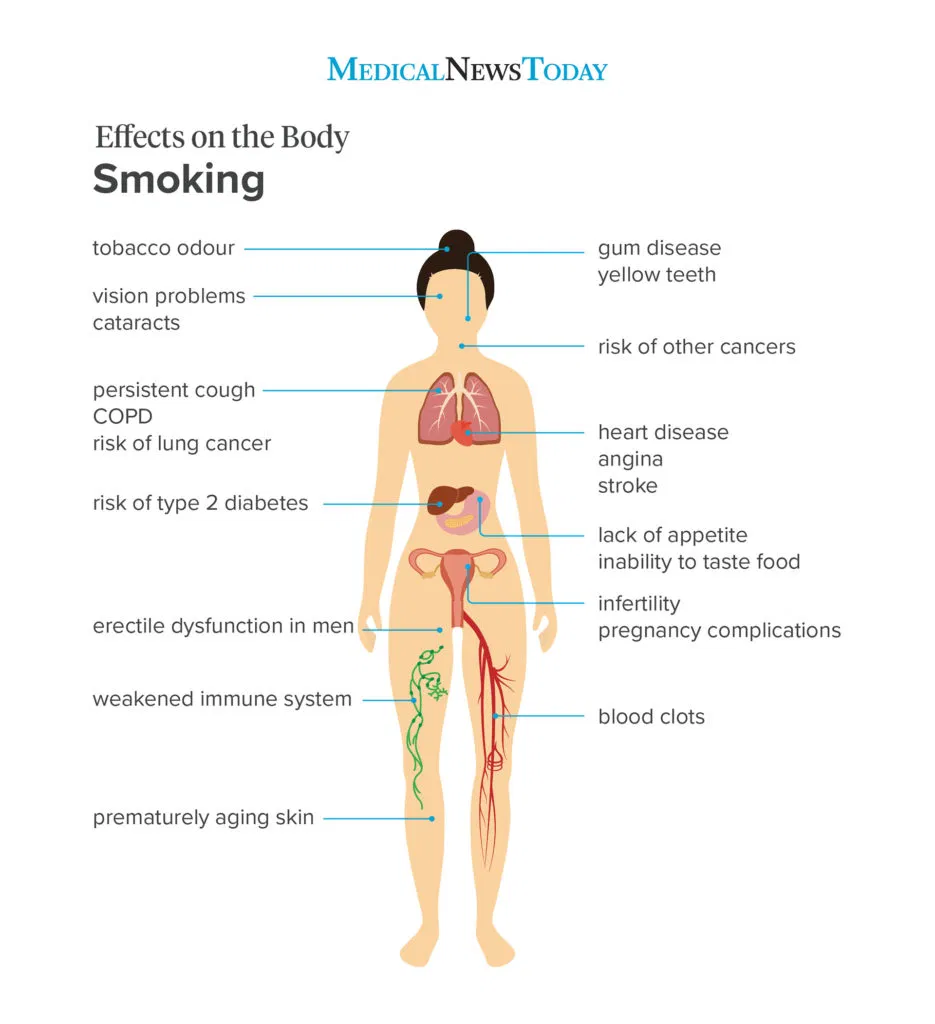 MEDICALNEWSTODAY
Effects on the Body
Smoking
tobacco odour
vision problems
cataracts
persistent cough
COPD
risk of lung cancer
risk of type 2 diabetes
erectile dysfunction in men
weakened immune system
prematurely aging skin
gum disease
yellow teeth
risk of other cancers
heart disease
angina
stroke
lack of appetite
inability to taste food
infertility
pregnancy complications
blood clots